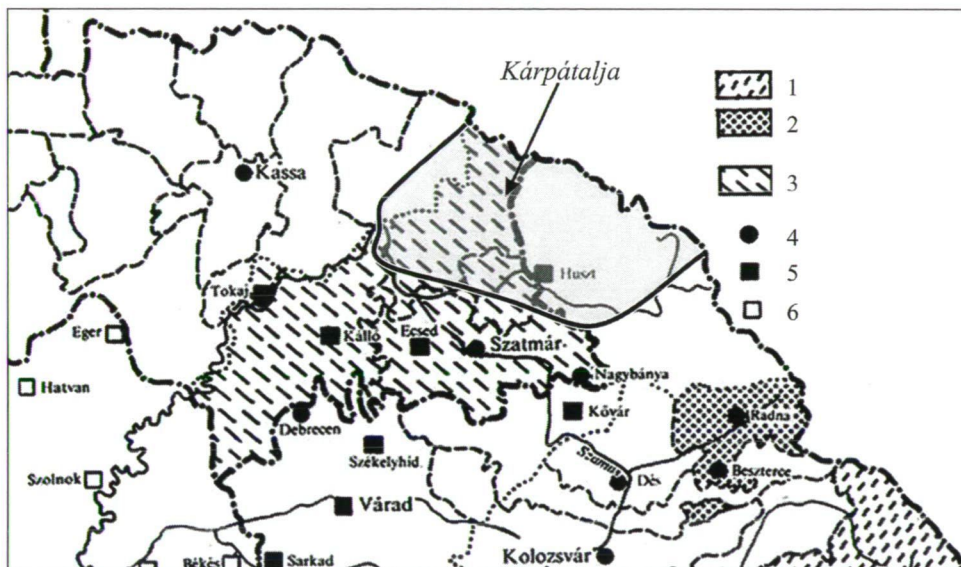 Kárpátalja
1
2
3
4
5
6
Kassa
Huszt
Tokaj
Eger
Kálló
Ecsed
Szatmár-
Nagybánya
Hatvan
Debrecen
Kővár
Radna
Székelyhíd.
Szolnok
Szamos
Dés
Beszterce
Várad
Kolozsvár
Békés
Sarkad